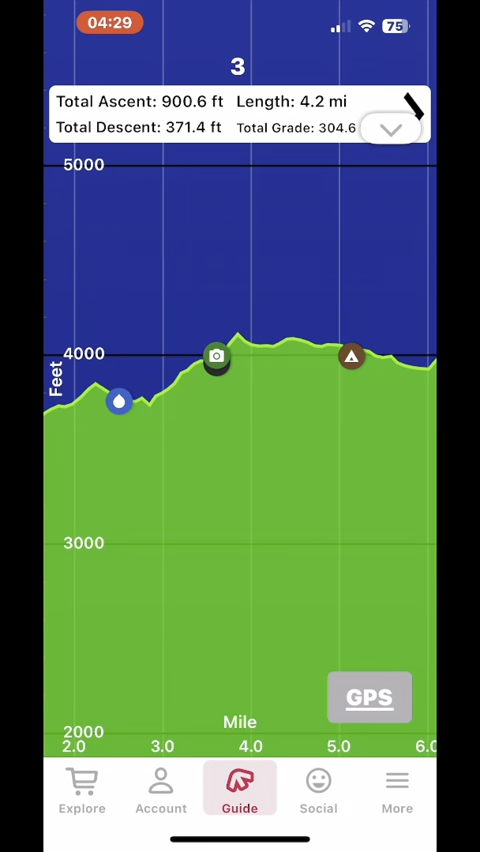 04:29
75
3
Total Ascent: 900.6 ft Length: 4.2 mi
Total Descent: 371.4 ft Total Grade: 304.6
5000
4000
Feet
3000
GPS
Mile
2000
2.0 3.0 4.0 5.0 6.0
Explore Account Guide Social More